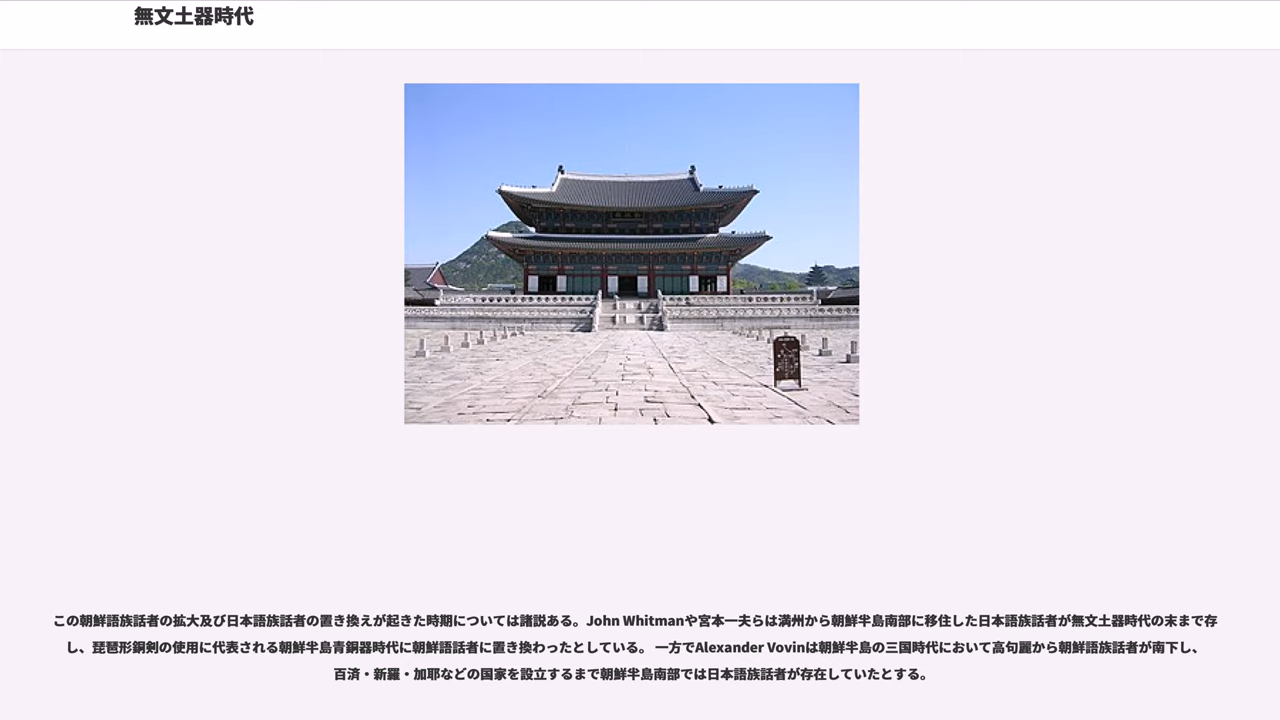 無文土器時代
この朝鮮語族話者の拡大及び日本語族話者の置き換えが起きた時期については諸説ある。John Whitmanや宮本一夫らは満州から朝鮮半島南部に移住した日本語族話者が無文土器時代の末まで存
し、琵琶形銅剣の使用に代表される朝鮮半島青銅器時代に朝鮮語話者に置き換わったとしている。 一方でAlexander Vovinは朝鮮半島の三国時代において高句麗から朝鮮語族話者が南下し、
百済・新羅・加耶などの国家を設立するまで朝鮮半島南部では日本語族話者が存在していたとする。